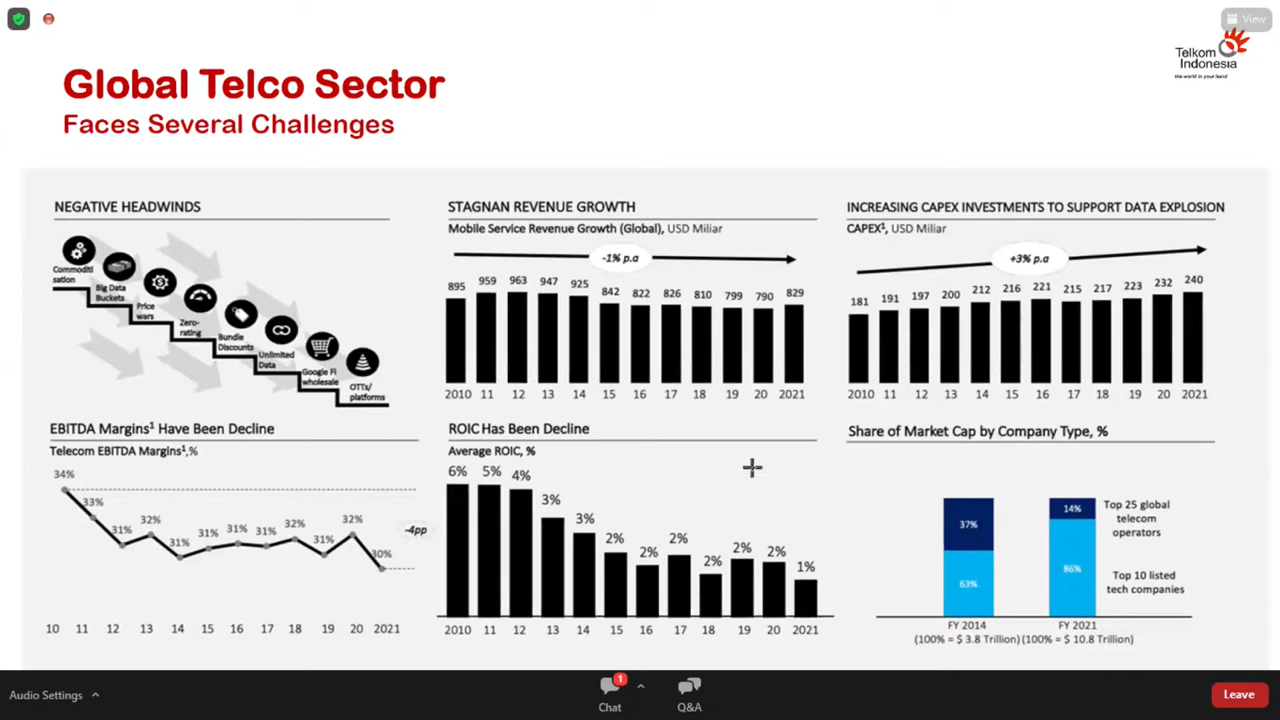 View
Telkom
Indonesia
the world in your hand
Global Telco Sector
Faces Several Challenges
NEGATIVE HEADWINDS
Commoditi
sation
Big Data
Buckets
Price
wars
Zero-
rating
Bundle
Discounts
Unlimited
Data
Google FI
wholesale
OTTs/
platforms
STAGNAN REVENUE GROWTH
Mobile Service Revenue Growth (Global), USD Miliar
-1% p.a
895 959 963 947 925 842 822 826 810 799 790 829
2010 11 12 13 14 15 16 17 18 19 20 2021
INCREASING CAPEX INVESTMENTS TO SUPPORT DATA EXPLOSION
CAPEX¹, USD Miliar
+3% p.a
181 191 197 200 212 216 221 215 217 223 232 240
2010 11 12 13 14 15 16 17 18 19 20 2021
EBITDA Margins¹ Have Been Decline
Telecom EBITDA Margins¹,%
34% 33% 31% 32% 31% 31% 31% 31% 32% 31% 32% 30%
-4pp
10 11 12 13 14 15 16 17 18 19 20 2021
ROIC Has Been Decline
Average ROIC, %
6% 5% 4% 3% 3% 2% 2% 2% 2% 2% 2% 1%
2010 11 12 13 14 15 16 17 18 19 20 2021
Share of Market Cap by Company Type, %
37% 14% Top 25 global
telecom
operators
63% 86% Top 10 listed
tech companies
FY 2014 FY 2021
(100% = $ 3.8 Trillion) (100% = $ 10.8 Trillion)
Audio Settings
1
Chat
Q&A
Leave